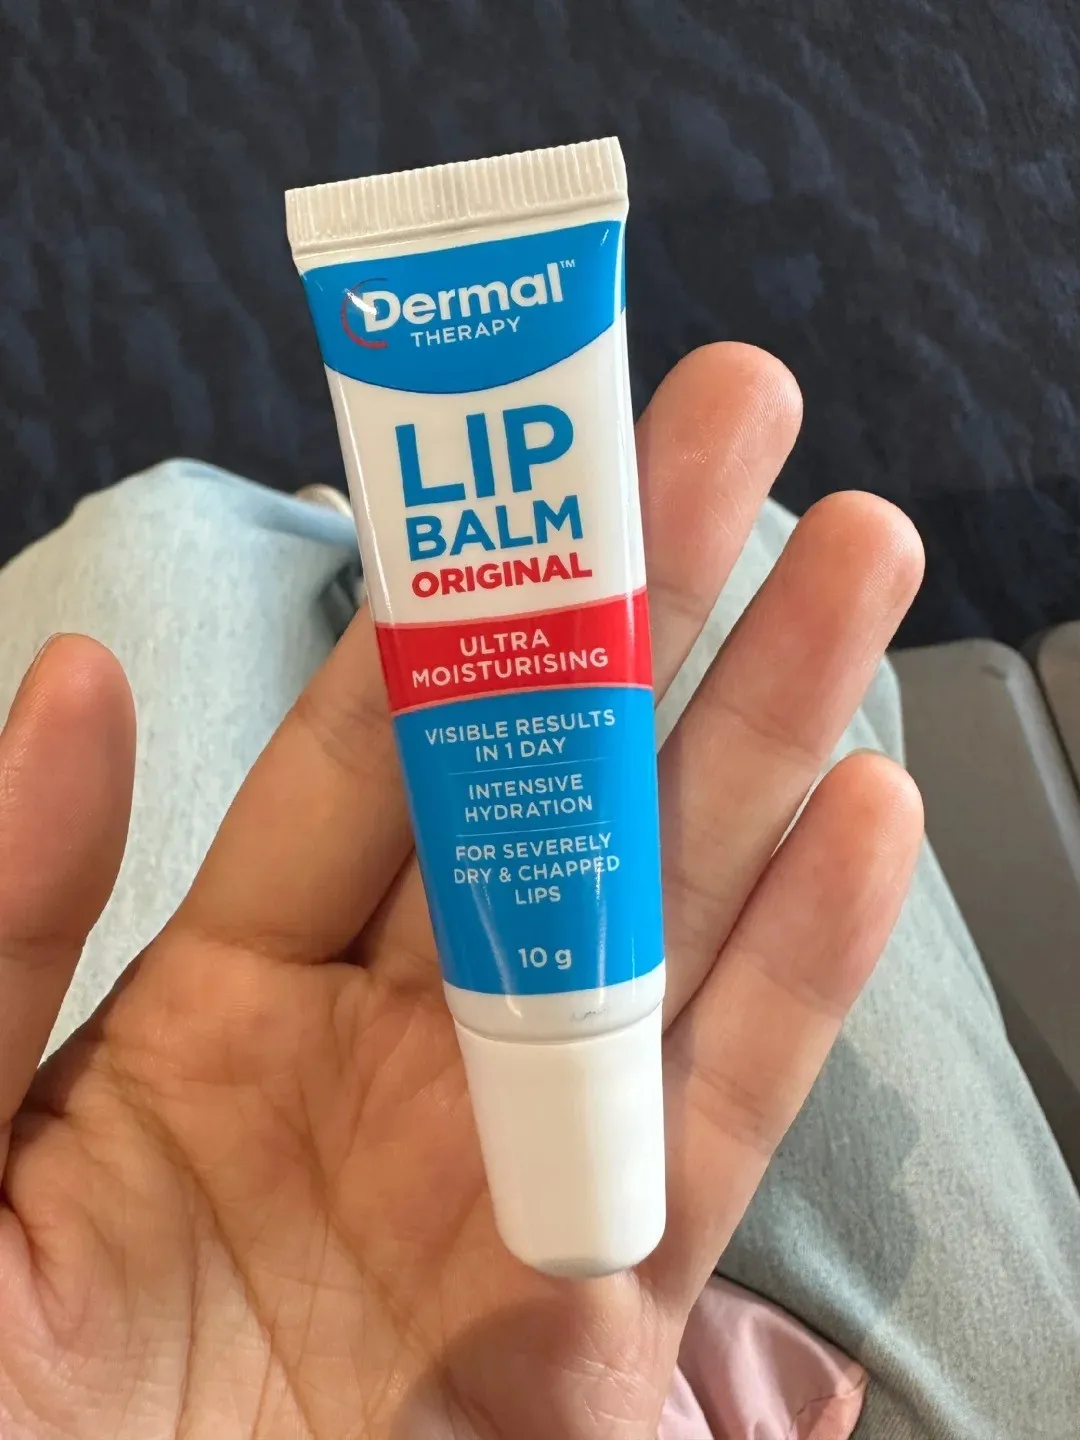 Dermal™
THERAPY
LIP
BALM
ORIGINAL
ULTRA
MOISTURISING
VISIBLE RESULTS
IN 1 DAY
INTENSIVE
HYDRATION
FOR SEVERELY
DRY & CHAPPED
LIPS
10 g